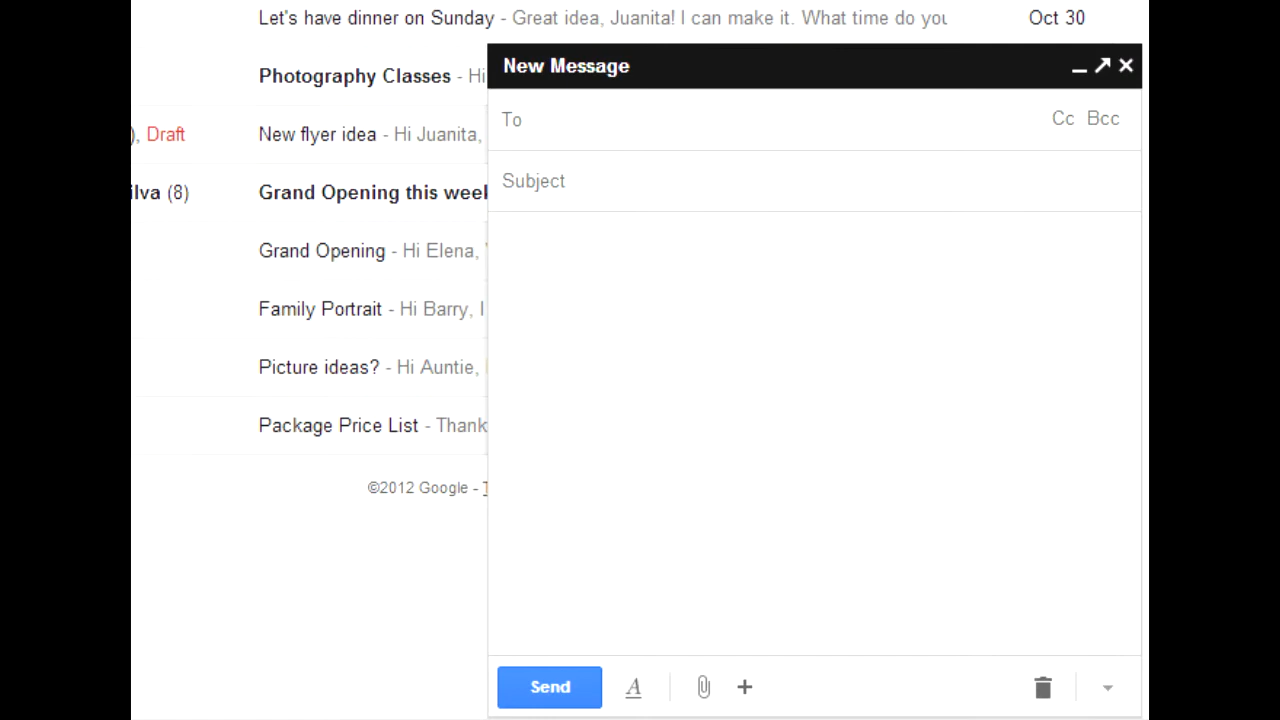 Let's have dinner on Sunday - Great idea, Juanita! I can make it. What time do you Oct 30
New Message
Photography Classes - Hi
To Cc Bcc
), Draft New flyer idea - Hi Juanita,
Subject
ilva (8) Grand Opening this week
Grand Opening - Hi Elena,
Family Portrait - Hi Barry, I
Picture ideas? - Hi Auntie,
Package Price List - Thank
©2012 Google -
Send A